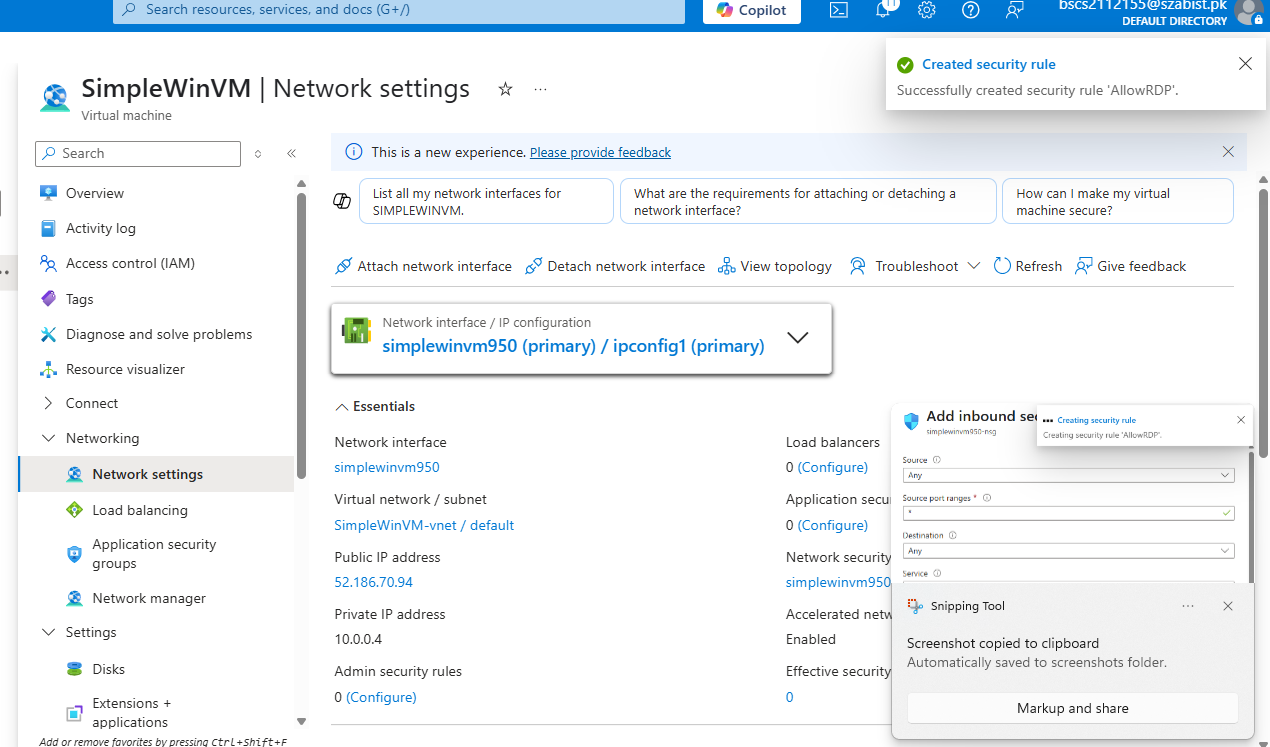 Search resources, services, and docs (G+/)
Copilot
11
bscs2112155@szabist.pk
DEFAULT DIRECTORY
Created security rule
Successfully created security rule 'AllowRDP'.
SimpleWinVM | Network settings
Virtual machine
Search
Overview
Activity log
Access control (IAM)
Tags
Diagnose and solve problems
Resource visualizer
Connect
Networking
Network settings
Load balancing
Application security
groups
Network manager
Settings
Disks
Extensions +
applications
Add or remove favorites by pressing Ctrl+Shift+F
This is a new experience. Please provide feedback
List all my network interfaces for
SIMPLEWINVM.
What are the requirements for attaching or detaching a
network interface?
How can I make my virtual
machine secure?
Attach network interface
Detach network interface
View topology
Troubleshoot
Refresh
Give feedback
Network interface / IP configuration
simplewinvm950 (primary) / ipconfig1 (primary)
Essentials
Network interface
simplewinvm950
Virtual network / subnet
SimpleWinVM-vnet / default
Public IP address
52.186.70.94
Private IP address
10.0.0.4
Admin security rules
0 (Configure)
Load balancers
0 (Configure)
Application secu
0 (Configure)
Network security
simplewinvm950
Accelerated netw
Enabled
Effective security
0
Add inbound sec
simplewinvm950-nsg
Creating security rule
Creating security rule 'AllowRDP'.
Source
Any
Source port ranges *
*
Destination
Any
Service
Snipping Tool
Screenshot copied to clipboard
Automatically saved to screenshots folder.
Markup and share